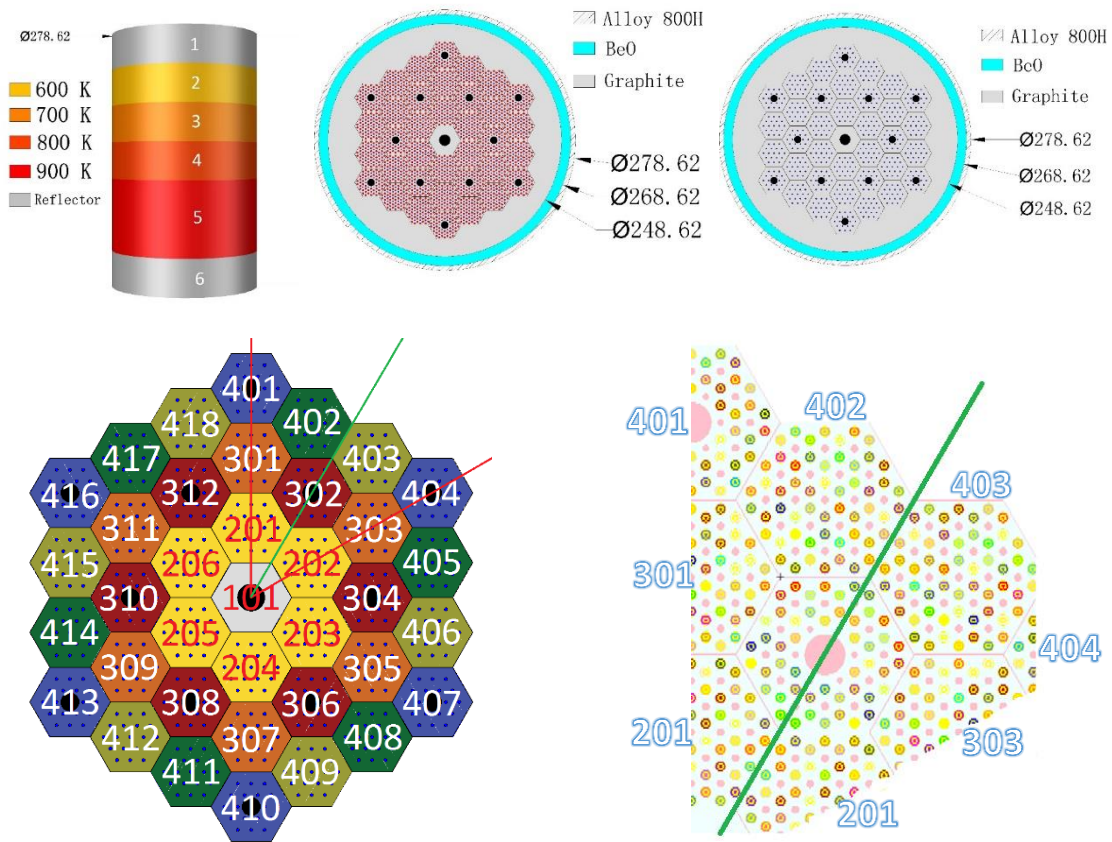 Ø278.62
600 K
700 K
800 K
900 K
Reflector
1
2
3
4
5
6
Alloy 800H
BeO
Graphite
Ø278.62
Ø268.62
Ø248.62
Alloy 800H
BeO
Graphite
Ø278.62
Ø268.62
Ø248.62
401
418
402
417
301
403
416
312
302
404
311
201
303
206
202
415
405
310
101
304
414
205
203
406
309
204
305
413
308
306
407
412
307
408
411
409
410
401
402
403
301
404
201
303
201